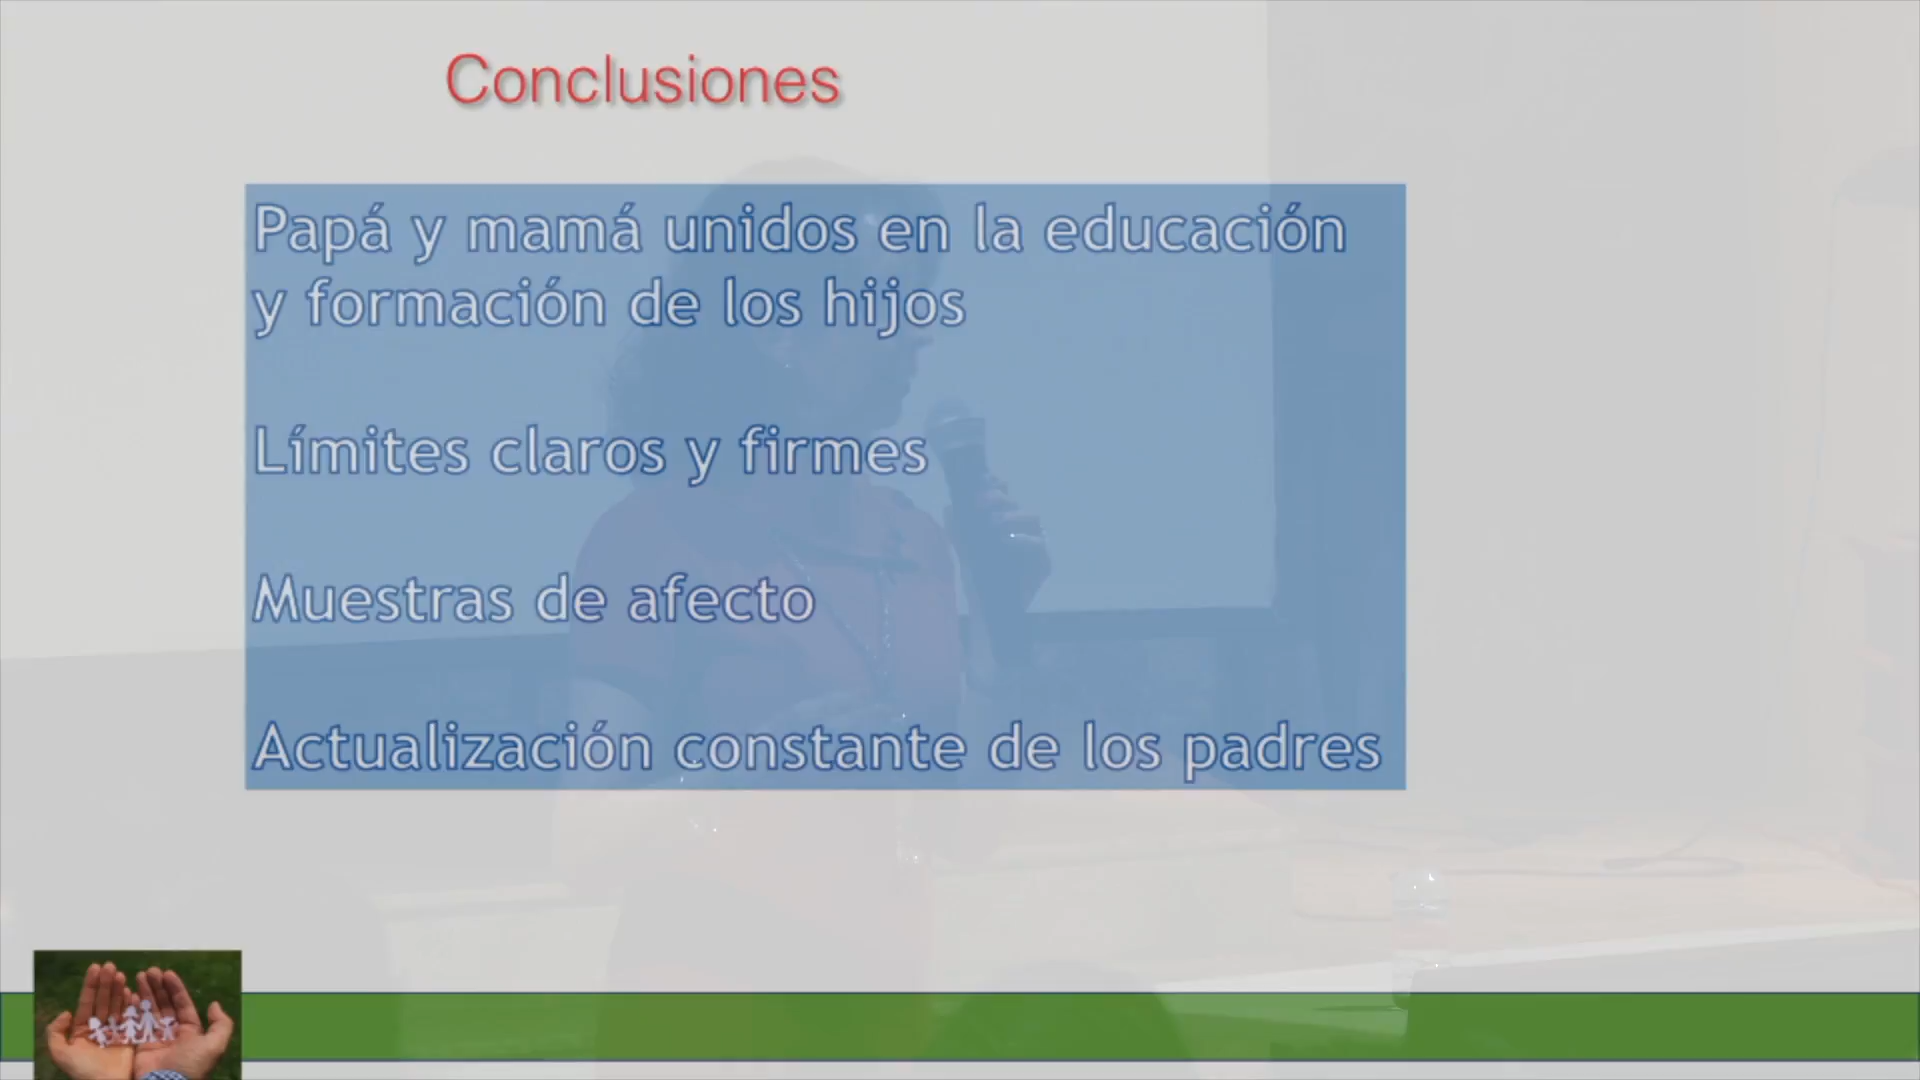 Conclusiones
Papá y mamá unidos en la educación
y formación de los hijos
Límites claros y firmes
Muestras de afecto
Actualización constante de los padres